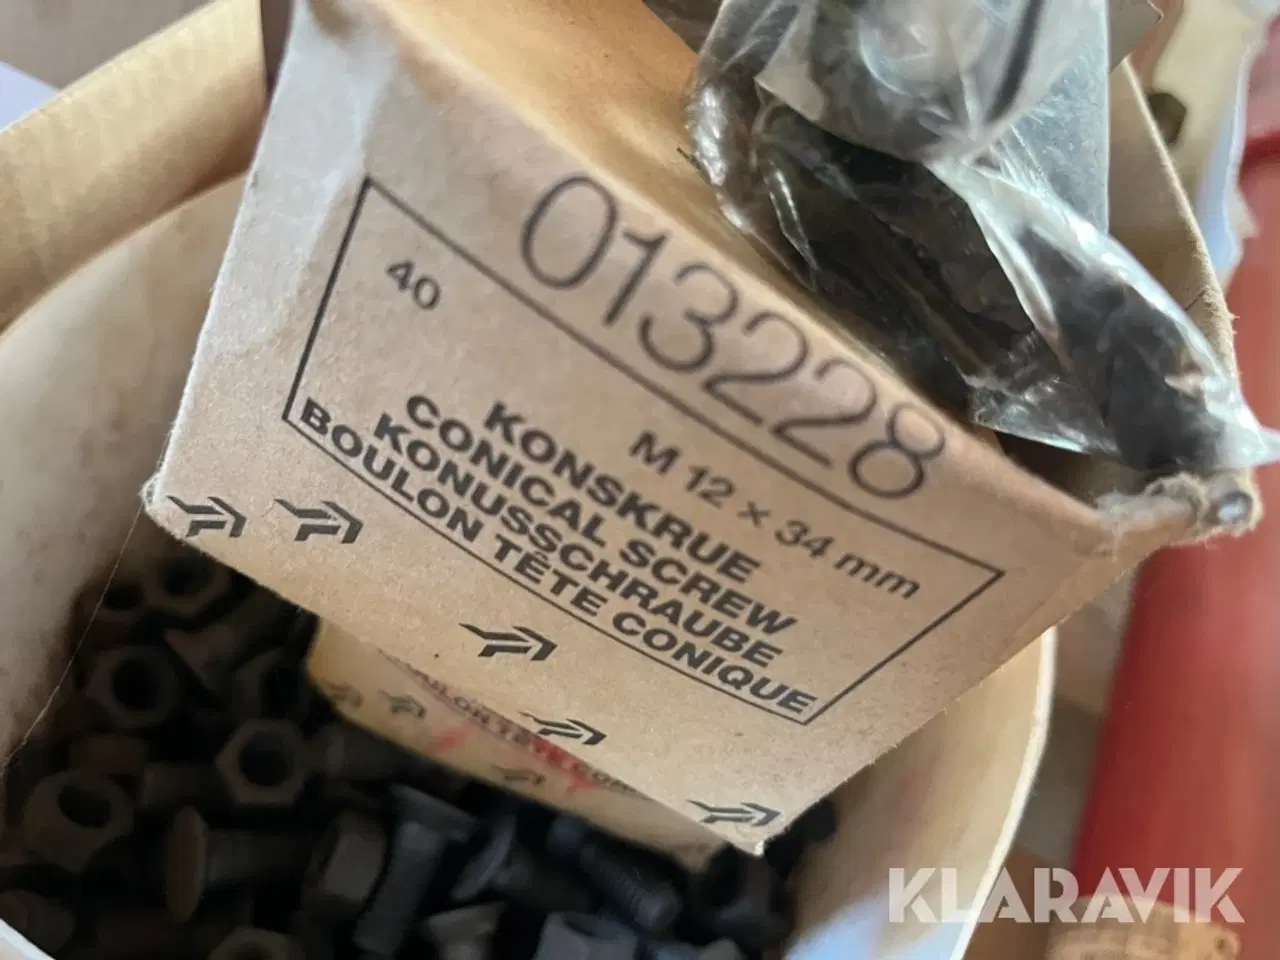 013228
40
M 12 x 34 mm
KONSKRUE
CONICAL SCREW
KONUSSCHRAUBE
BOULON TÊTE CONIQUE
KLARAVIK